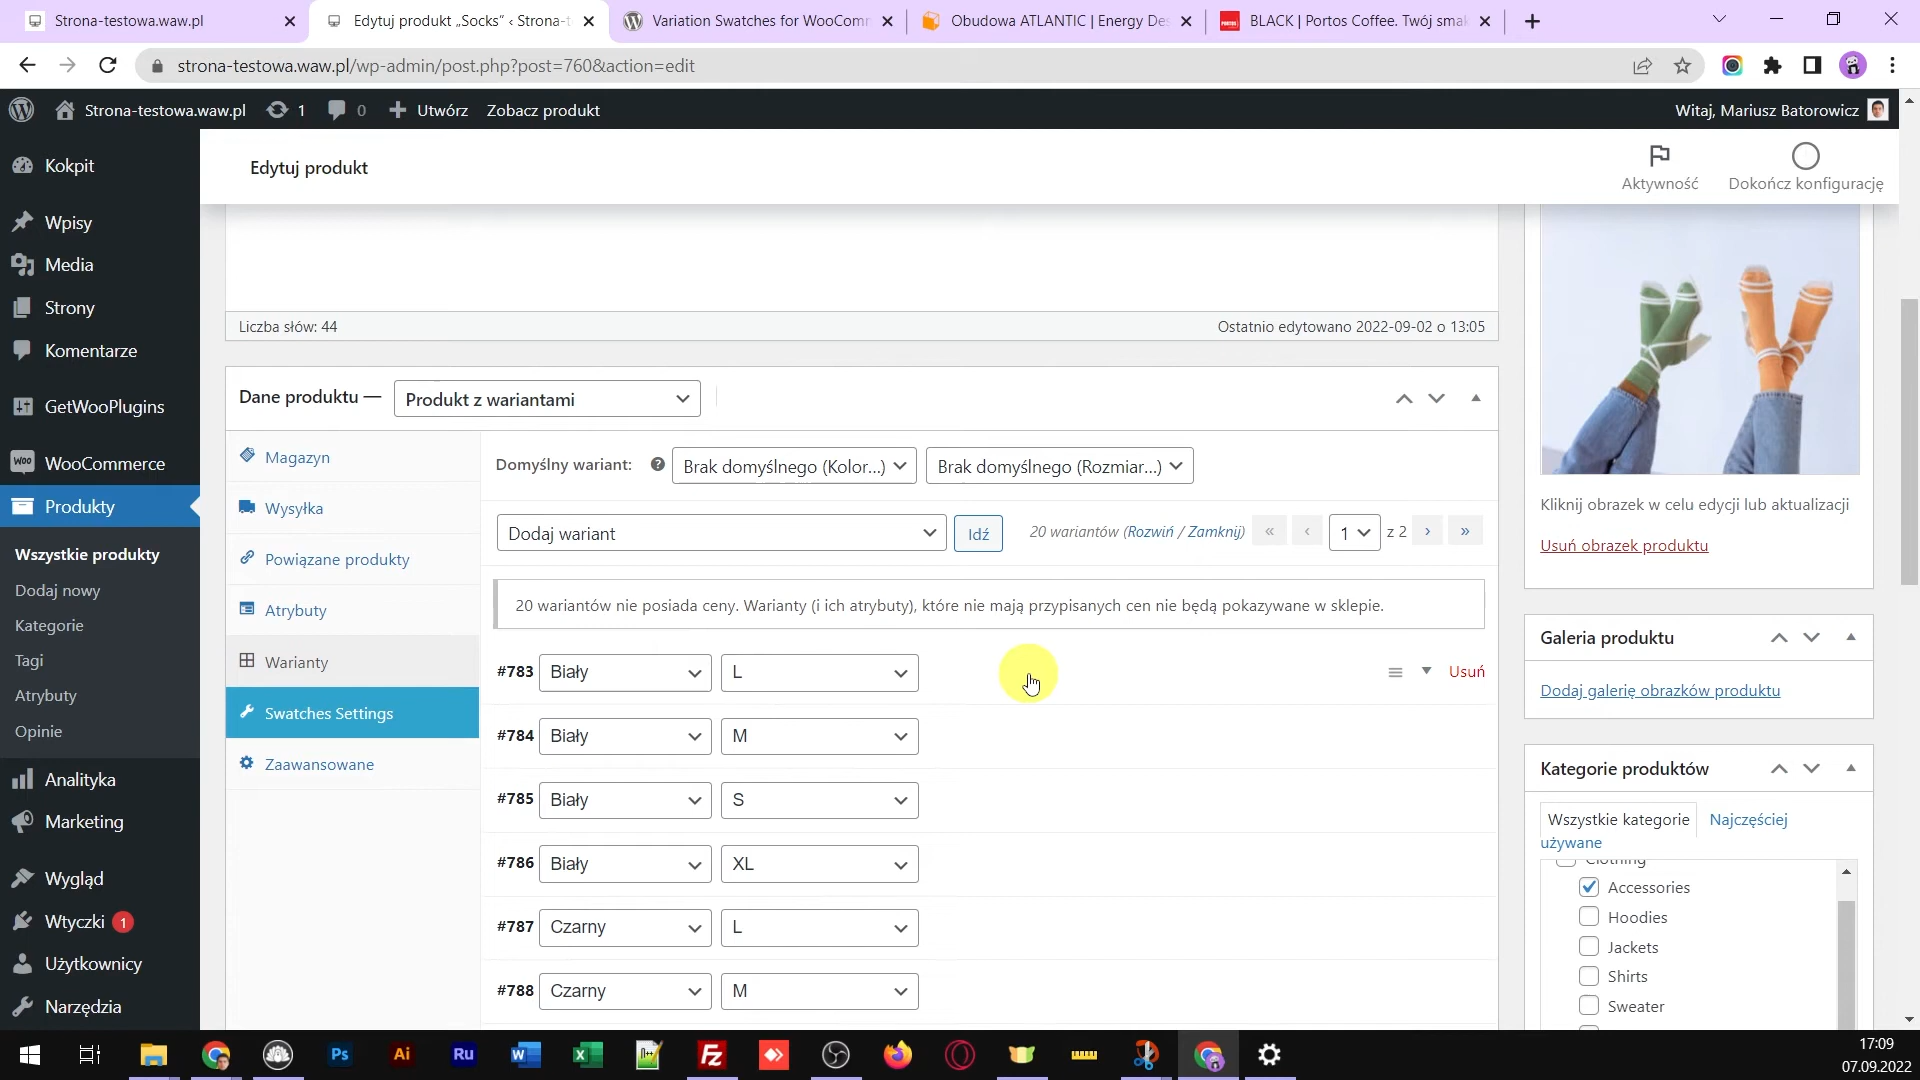 Strona-testowa.waw.pl
Edytuj produkt „Socks” ‹ Strona-t
Variation Swatches for WooComm
Obudowa ATLANTIC | Energy De
BLACK | Portos Coffee. Twój sma
strona-testowa.waw.pl/wp-admin/post.php?post=760&action=edit
Strona-testowa.waw.pl
1
0
Utwórz
Zobacz produkt
Witaj, Mariusz Batorowicz
Kokpit
Wpisy
Media
Strony
Komentarze
GetWooPlugins
WooCommerce
Produkty
Wszystkie produkty
Dodaj nowy
Kategorie
Tagi
Atrybuty
Opinie
Analityka
Marketing
Wygląd
Wtyczki 1
Użytkownicy
Narzędzia
Edytuj produkt
Aktywność
Dokończ konfigurację
Liczba słów: 44
Ostatnio edytowano 2022-09-02 o 13:05
Dane produktu —
Produkt z wariantami
Magazyn
Wysyłka
Powiązane produkty
Atrybuty
Warianty
Swatches Settings
Zaawansowane
Domyślny wariant:
Brak domyślnego (Kolor...)
Brak domyślnego (Rozmiar...)
Dodaj wariant
Idź
20 wariantów (Rozwiń / Zamknij)
« ‹ 1 z 2 › »
20 wariantów nie posiada ceny. Warianty (i ich atrybuty), które nie mają przypisanych cen nie będą pokazywane w sklepie.
#783 Biały L Usuń
#784 Biały M
#785 Biały S
#786 Biały XL
#787 Czarny L
#788 Czarny M
Kliknij obrazek w celu edycji lub aktualizacji
Usuń obrazek produktu
Galeria produktu
Dodaj galerię obrazków produktu
Kategorie produktów
Wszystkie kategorie
Najczęściej
używane
Clothing
Accessories
Hoodies
Jackets
Shirts
Sweater
Ps
Ai
Ru
17:09
07.09.2022